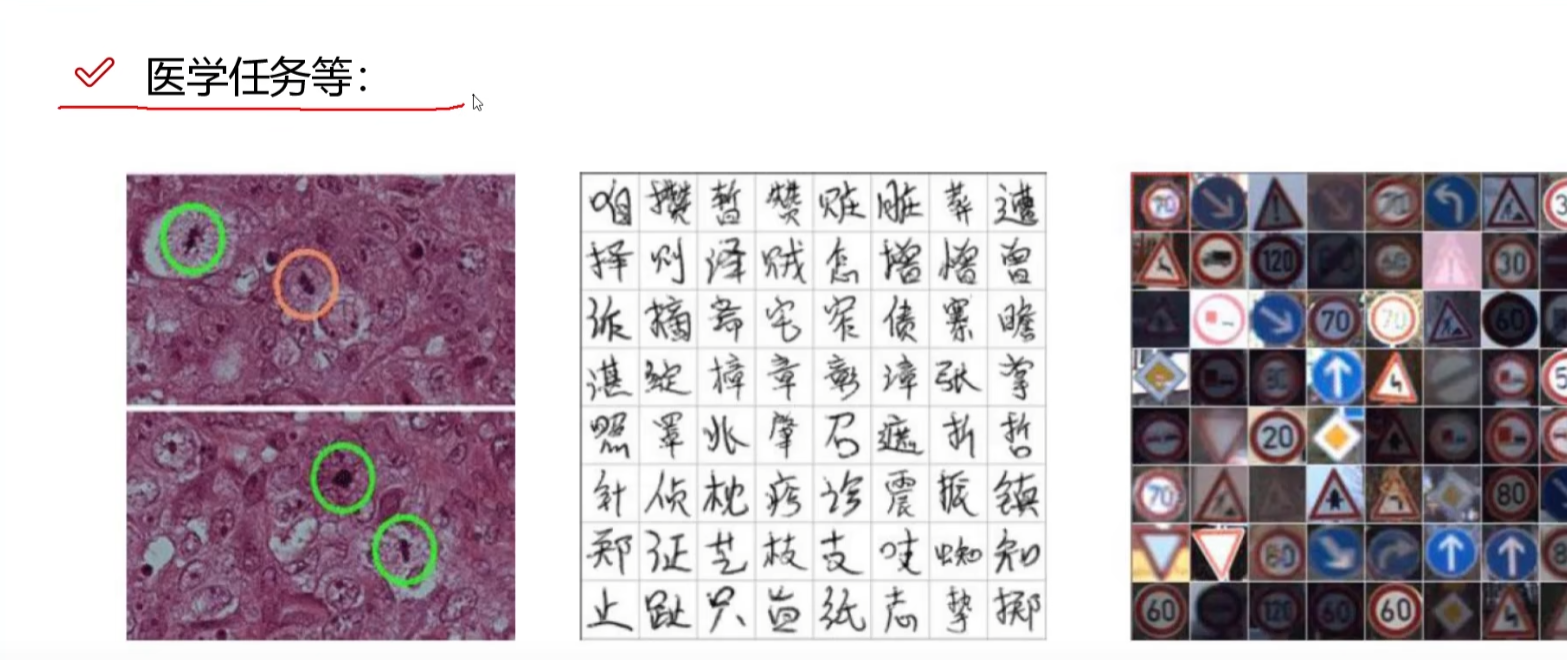 医学任务等：
咱 攒 暂 赞 赃 脏 葬 遭
择 则 泽 贼 怎 增 憎 曾
诈 摘 斋 宅 窄 债 寨 瞻
湛 绽 樟 章 彰 漳 张 掌
照 罩 兆 肇 召 遮 折 哲
针 侦 枕 疹 诊 震 振 镇
郑 证 芝 枝 支 吱 蜘 知
止 趾 只 旨 纸 志 挚 掷
70 70 3
120 60 30
70 70 60
30 5
20
70 80
80
60 120 60 60